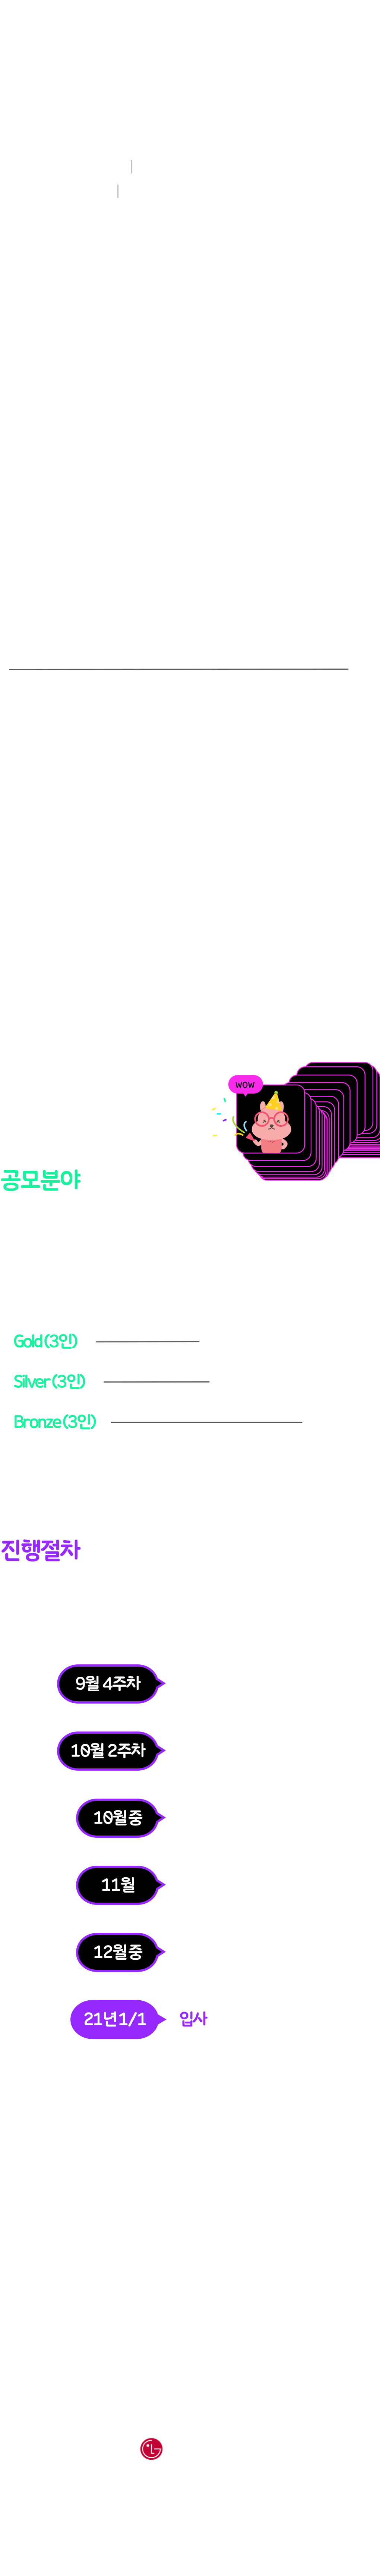 WOW
공모분야
Gold (3인)
Silver (3인)
Bronze (3인)
진행절차
9월 4주차
10월 2주차
10월 중
11월
12월 중
21년 1/1 입사